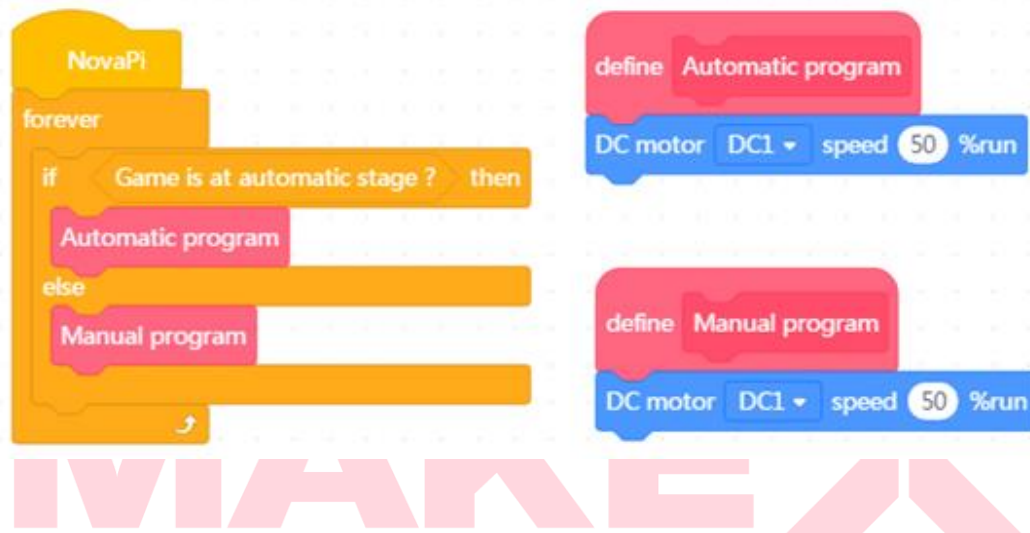 NovaPi
forever
if Game is at automatic stage ? then
Automatic program
else
Manual program
define Automatic program
DC motor DC1 speed 50 %run
define Manual program
DC motor DC1 speed 50 %run
MAKEX